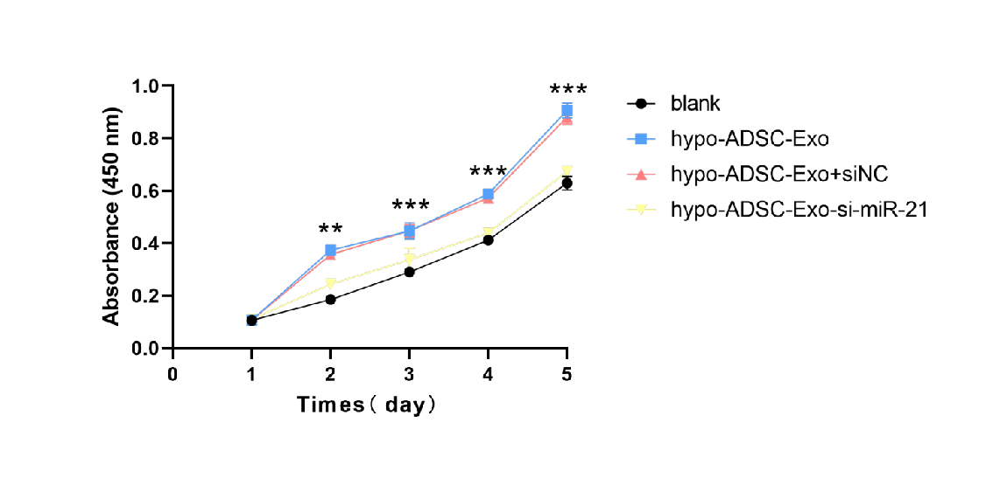 Absorbance (450 nm)
1.0
0.8
0.6
0.4
0.2
0.0
0
1
2
3
4
5
Times( day)
**
***
***
***
blank
hypo-ADSC-Exo
hypo-ADSC-Exo+siNC
hypo-ADSC-Exo-si-miR-21